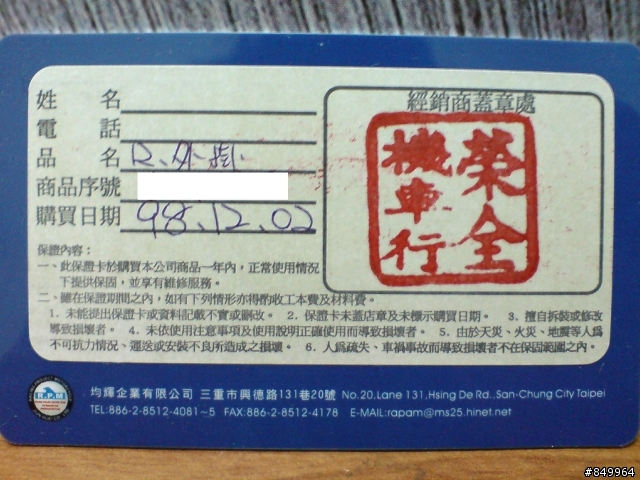 姓 名
電 話
品 名 R.外掛
商品序號
購買日期 98.12.02
經銷商蓋章處
榮全
機車行
保證內容：
一、此保證卡於購買本公司商品一年內，正常使用情況
下提供保固，並享有維修服務。
二、雖在保證期間之內，如有下列情形亦得酌收工本費及材料費。
1．未能提出保證卡或資料記載不實或竄改。 2．保證卡未蓋店章及未標示購買日期。 3．擅自拆裝或修改
導致損壞者。 4．未依使用注意事項及使用說明正確使用而導致損壞者。 5．由於天災、火災、地震等人為
不可抗力情況、運送或安裝不良所造成之損壞。 6．人為疏失、車禍事故而導致損壞者不在保固範圍之內。
R.P.M
均輝企業有限公司 三重市興德路131巷20號 No.20,Lane 131,Hsing De Rd.,San-Chung City Taipei
TEL:886-2-8512-4081~5 FAX:886-2-8512-4178 E-MAIL:rapam@ms25.hinet.net
#849964